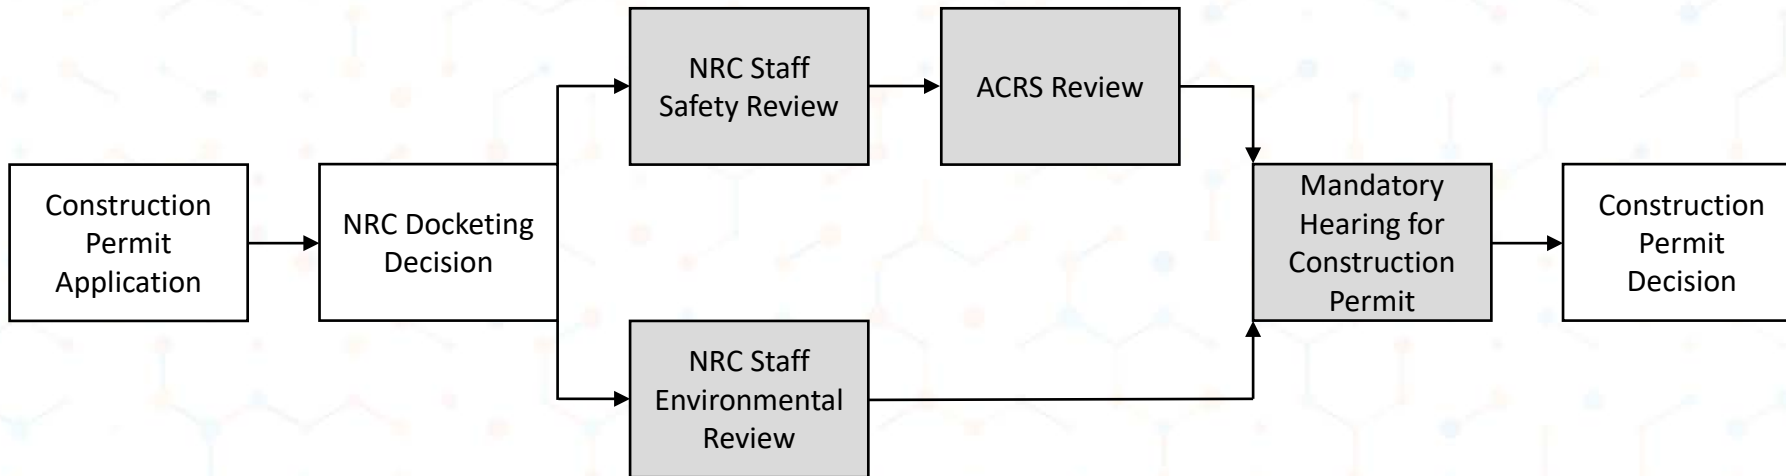 Construction
Permit
Application
NRC Docketing
Decision
NRC Staff
Safety Review
ACRS Review
NRC Staff
Environmental
Review
Mandatory
Hearing for
Construction
Permit
Construction
Permit
Decision